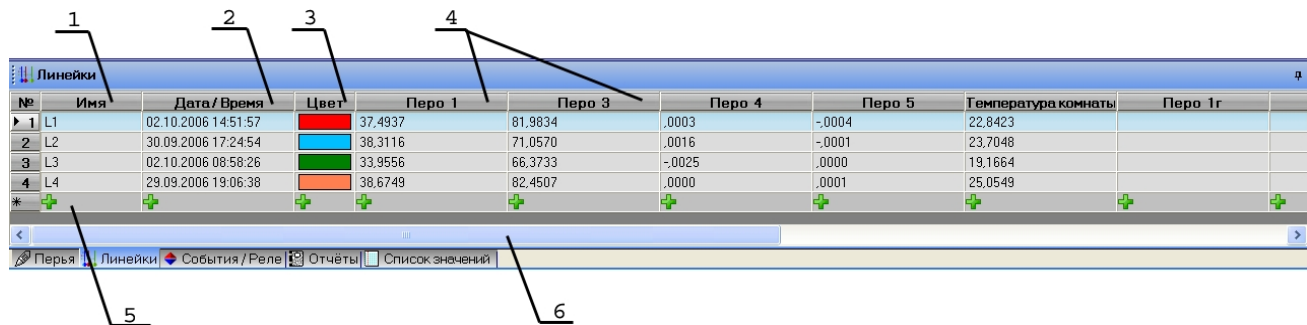 1 2 3 4
Линейки
№ Имя Дата / Время Цвет Перо 1 Перо 3 Перо 4 Перо 5 Температура комнаты Перо 1г
1 L1 02.10.2006 14:51:57 37,4937 81,9834 ,0003 -,0004 22,8423
2 L2 30.09.2006 17:24:54 38,3116 71,0570 ,0016 -,0001 23,7048
3 L3 02.10.2006 08:58:26 33,9556 66,3733 -,0025 ,0000 19,1664
4 L4 29.09.2006 19:06:38 38,6749 82,4507 ,0000 ,0001 25,0549
*
Перья Линейки События / Реле Отчёты Список значений
5 6